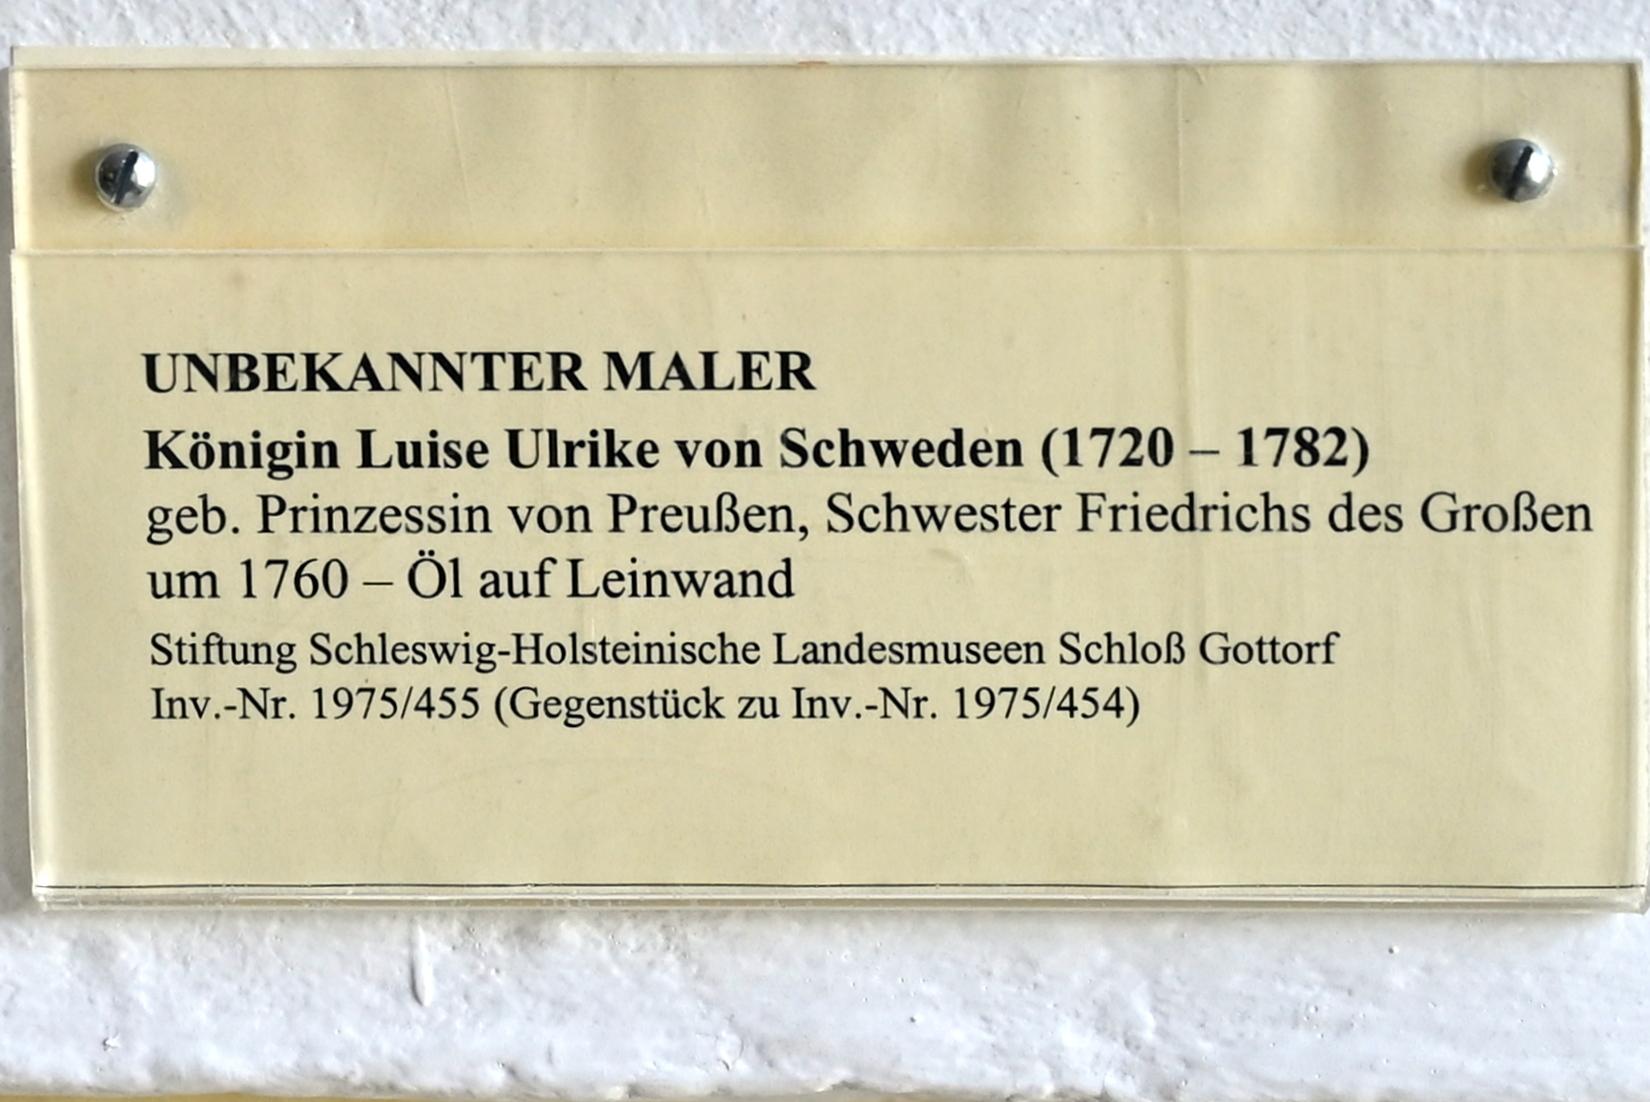 UNBEKANNTER MALER
Königin Luise Ulrike von Schweden (1720 – 1782)
geb. Prinzessin von Preußen, Schwester Friedrichs des Großen
um 1760 – Öl auf Leinwand
Stiftung Schleswig-Holsteinische Landesmuseen Schloß Gottorf
Inv.-Nr. 1975/455 (Gegenstück zu Inv.-Nr. 1975/454)